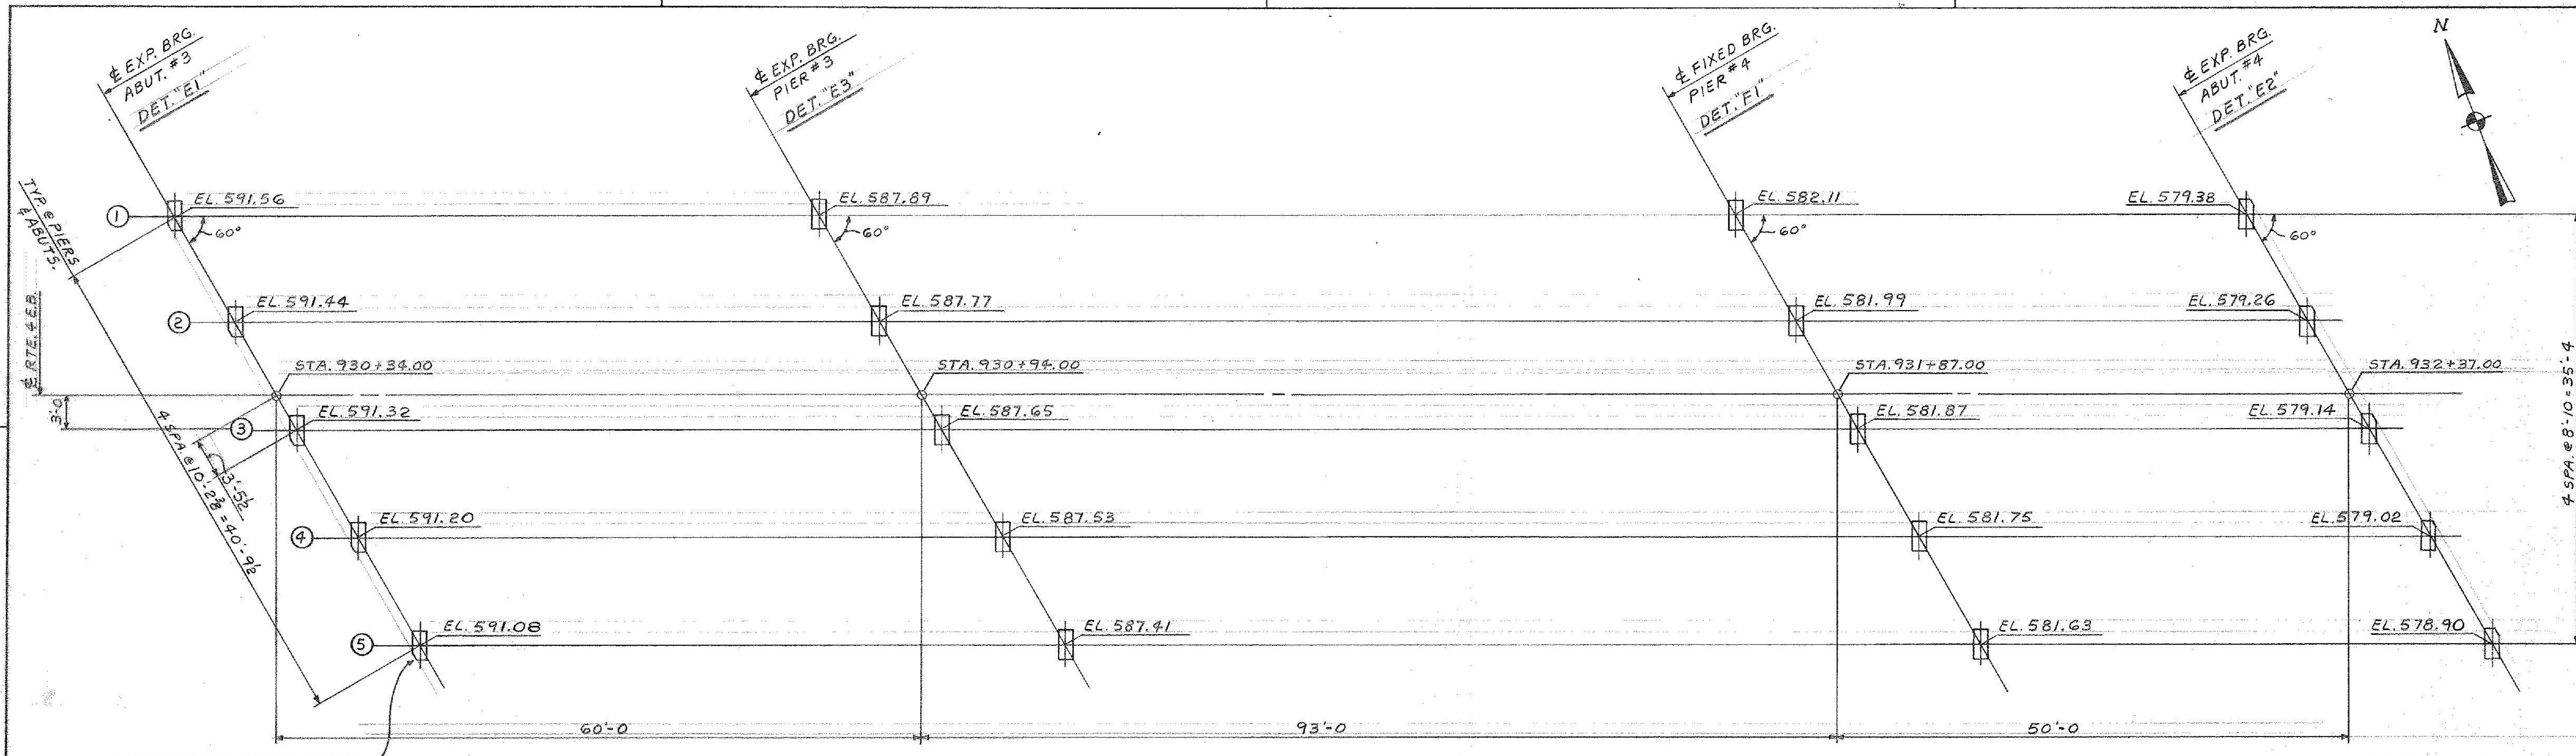 ℄ EXP. BRG.
ABUT. #3
DET. "E1"
℄ EXP. BRG.
PIER #3
DET. "E3"
℄ FIXED BRG.
PIER #4
DET. "F1"
℄ EXP. BRG.
ABUT. #4
DET. "E2"
N
TYP. @ PIERS
& ABUTS.
1
EL. 591.56
60°
EL. 587.89
60°
EL. 582.11
60°
EL. 579.38
60°
2
EL. 591.44
EL. 587.77
EL. 581.99
EL. 579.26
℄ RTE. 4 E.B.
STA. 930+34.00
STA. 930+94.00
STA. 931+87.00
STA. 932+37.00
3'-0
3
EL. 591.32
EL. 587.65
EL. 581.87
EL. 579.14
3'-5½
4 SPA. @ 10'-2⅜ = 40'-9½
4 SPA. @ 8'-10 = 35'-4
4
EL. 591.20
EL. 587.53
EL. 581.75
EL. 579.02
5
EL. 591.08
EL. 587.41
EL. 581.63
EL. 578.90
60'-0
93'-0
50'-0